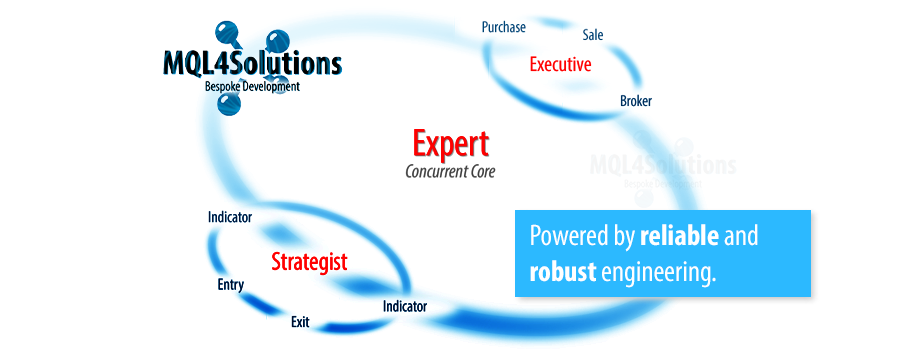 MQL4Solutions
Bespoke Development
Purchase
Sale
Executive
Broker
Expert
Concurrent Core
MQL4Solutions
Bespoke Development
Indicator
Strategist
Entry
Exit
Indicator
Powered by reliable and
robust engineering.